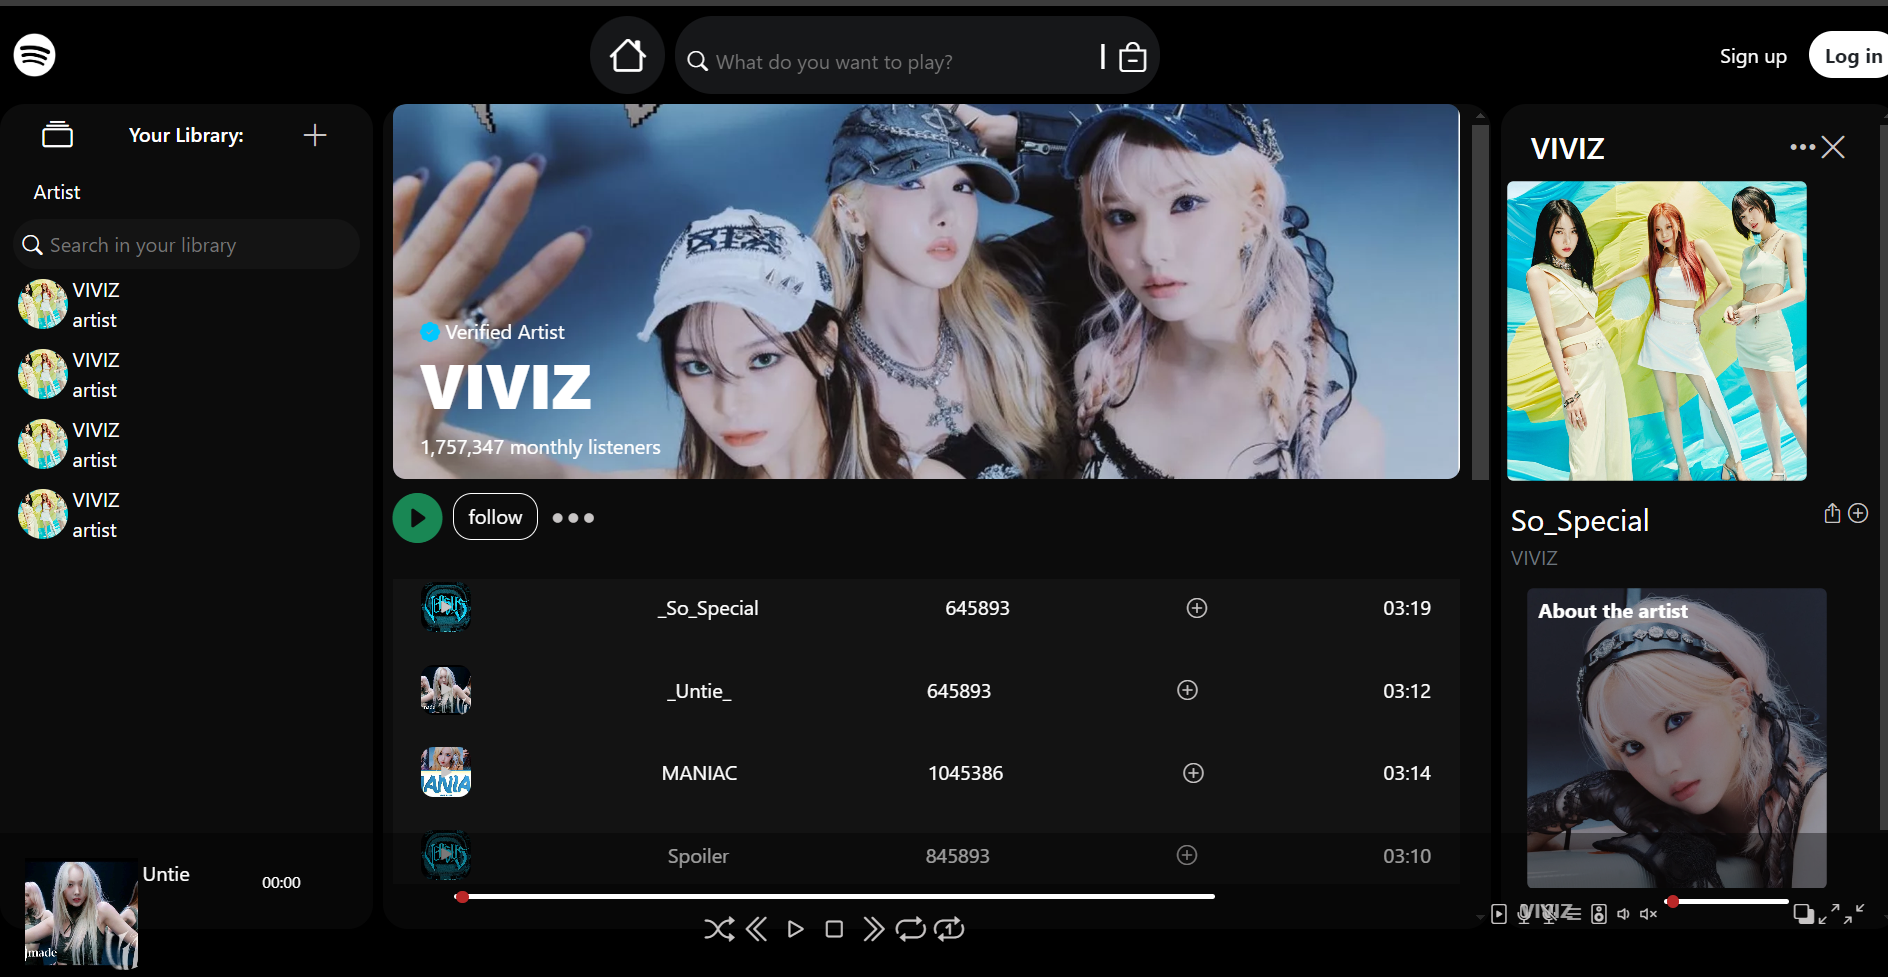 What do you want to play?
Sign up
Log in
Your Library:
Artist
Search in your library
VIVIZ
artist
VIVIZ
artist
VIVIZ
artist
VIVIZ
artist
Verified Artist
VIVIZ
1,757,347 monthly listeners
follow
_So_Special 645893 03:19
_Untie_ 645893 03:12
MANIAC 1045386 03:14
Spoiler 845893 03:10
VIVIZ
So_Special
VIVIZ
About the artist
VIVIZ
made
Untie
00:00